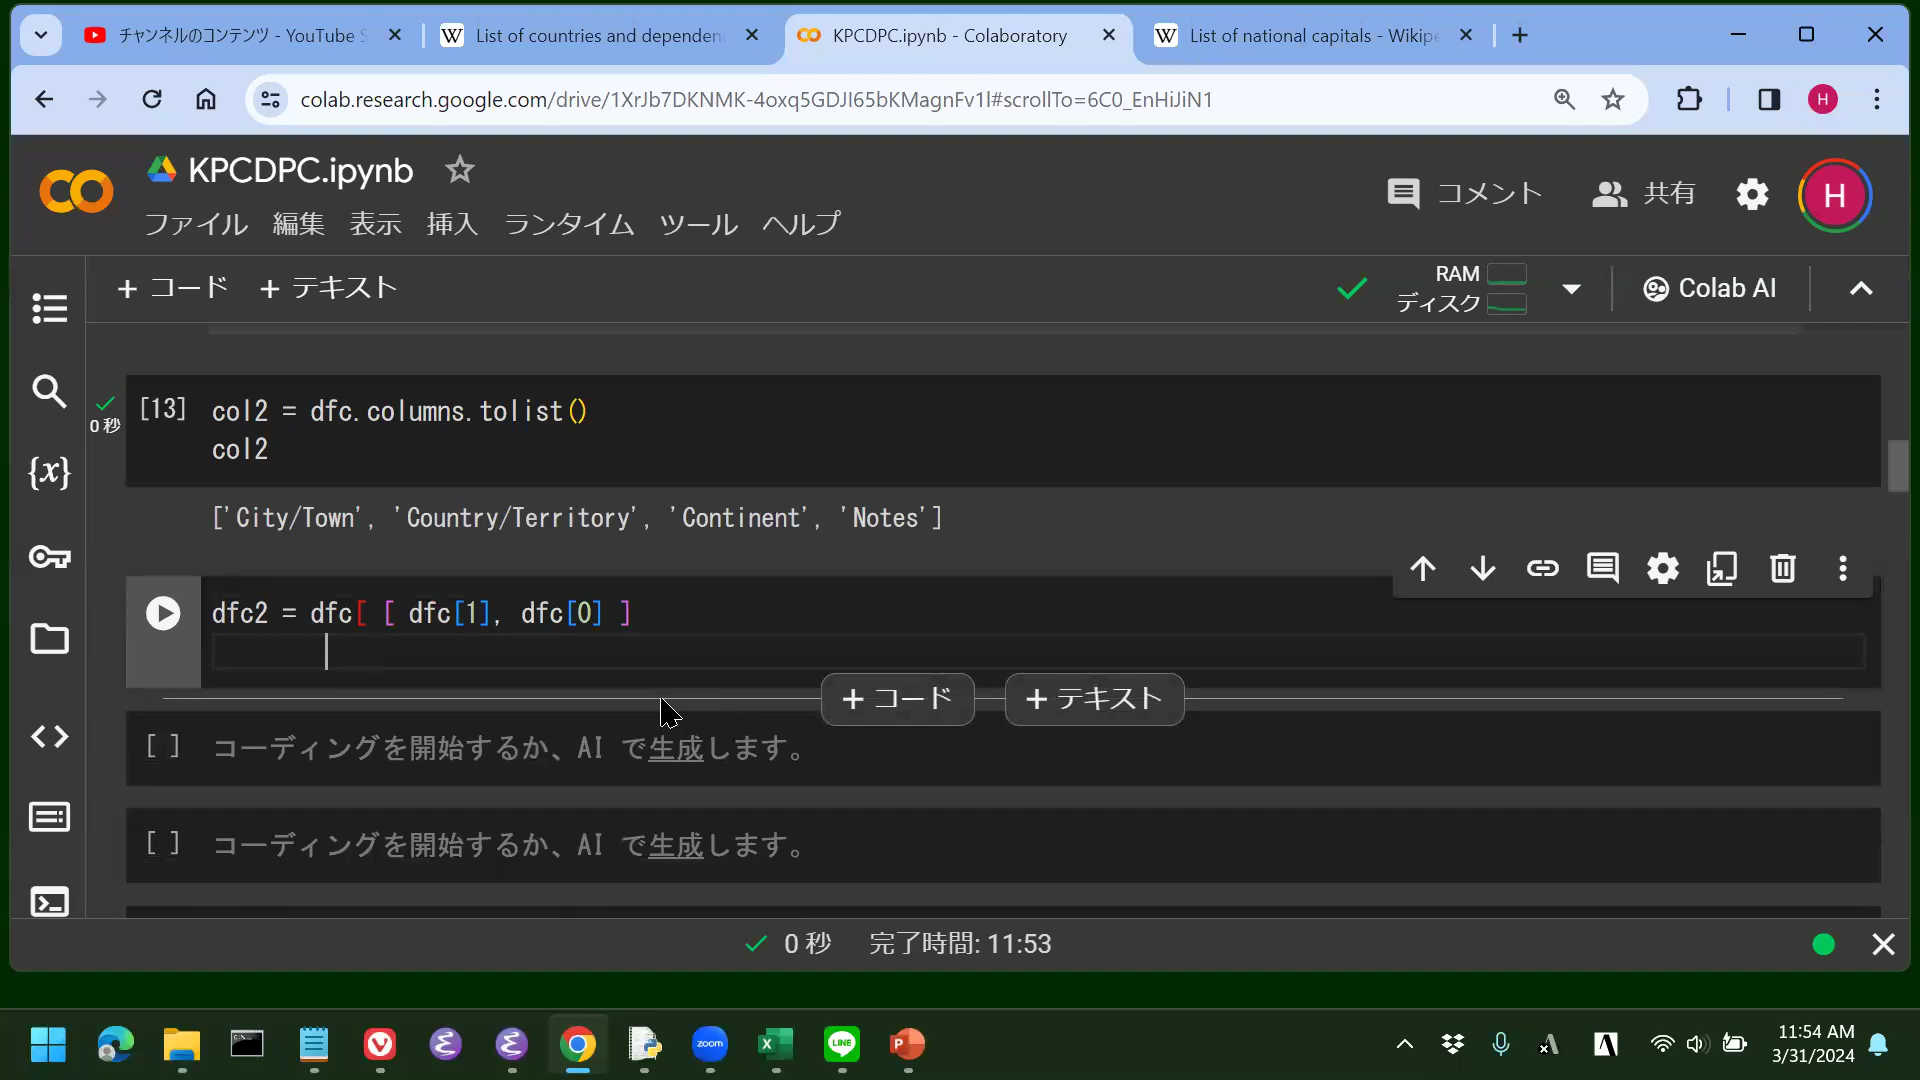 チャンネルのコンテンツ - YouTube S
List of countries and dependen
KPCDPC.ipynb - Colaboratory
List of national capitals - Wikipe
colab.research.google.com/drive/1XrJb7DKNMK-4oxq5GDJI65bKMagnFv1l#scrollTo=6C0_EnHiJiN1
H
KPCDPC.ipynb
コメント
共有
H
ファイル 編集 表示 挿入 ランタイム ツール ヘルプ
+ コード + テキスト
RAM
ディスク
Colab AI
[13] col2 = dfc.columns.tolist()
0 秒
col2
['City/Town', 'Country/Territory', 'Continent', 'Notes']
{x}
dfc2 = dfc[ [ dfc[1], dfc[0] ]
+ コード + テキスト
[ ] コーディングを開始するか、AI で生成します。
[ ] コーディングを開始するか、AI で生成します。
0 秒 完了時間: 11:53
zoom
LINE
A
11:54 AM
3/31/2024